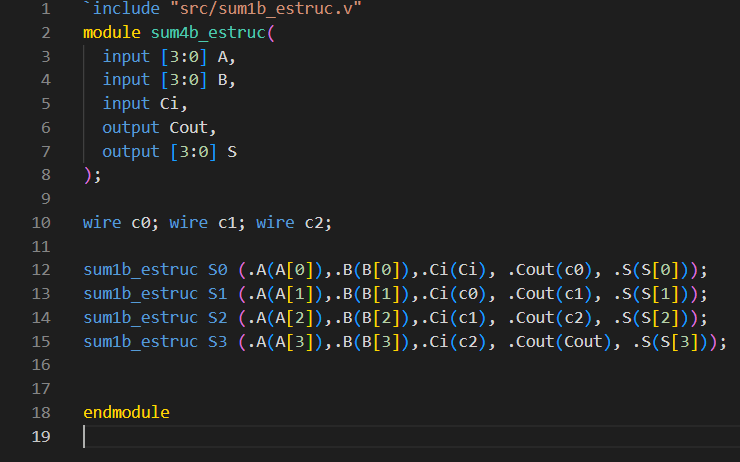 1 `include "src/sum1b_estruc.v"
2 module sum4b_estruc(
3 input [3:0] A,
4 input [3:0] B,
5 input Ci,
6 output Cout,
7 output [3:0] S
8 );
9
10 wire c0; wire c1; wire c2;
11
12 sum1b_estruc S0 (.A(A[0]),.B(B[0]),.Ci(Ci), .Cout(c0), .S(S[0]));
13 sum1b_estruc S1 (.A(A[1]),.B(B[1]),.Ci(c0), .Cout(c1), .S(S[1]));
14 sum1b_estruc S2 (.A(A[2]),.B(B[2]),.Ci(c1), .Cout(c2), .S(S[2]));
15 sum1b_estruc S3 (.A(A[3]),.B(B[3]),.Ci(c2), .Cout(Cout), .S(S[3]));
16
17
18 endmodule
19